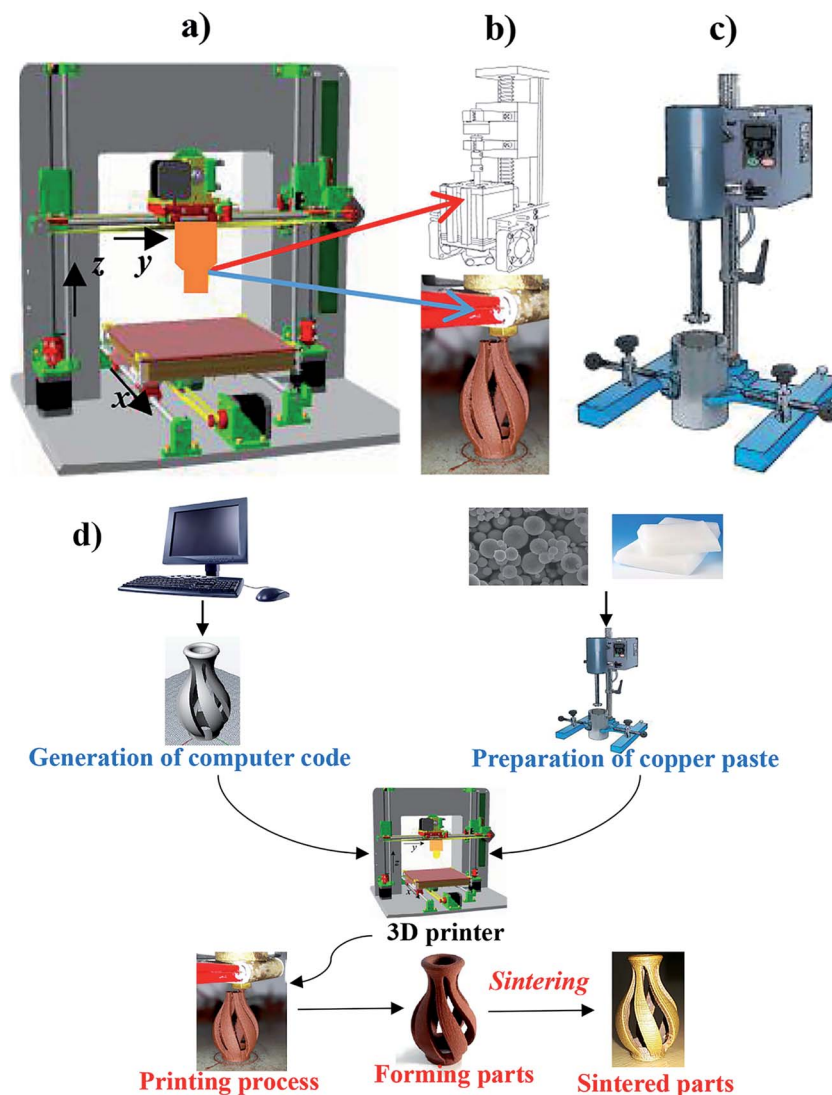 a)
b)
c)
z
y
x
d)
Generation of computer code
Preparation of copper paste
y
z
x
3D printer
Sintering
Printing process
Forming parts
Sintered parts